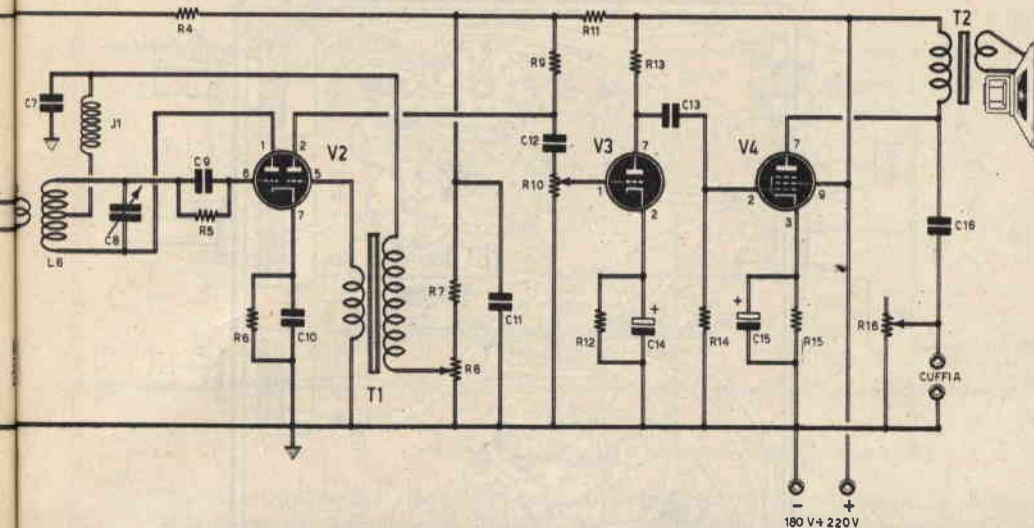 R4
R11
T2
R9
R13
C7
J1
C13
V2
C12
V3
V4
1
2
7
7
C9
6
5
R10
1
2
9
C8
R5
2
3
L6
7
C16
R7
C11
R6
C10
R12
+
C14
R14
+
C15
R15
R16
R6
CUFFIA
T1
-
+
180 V÷220V